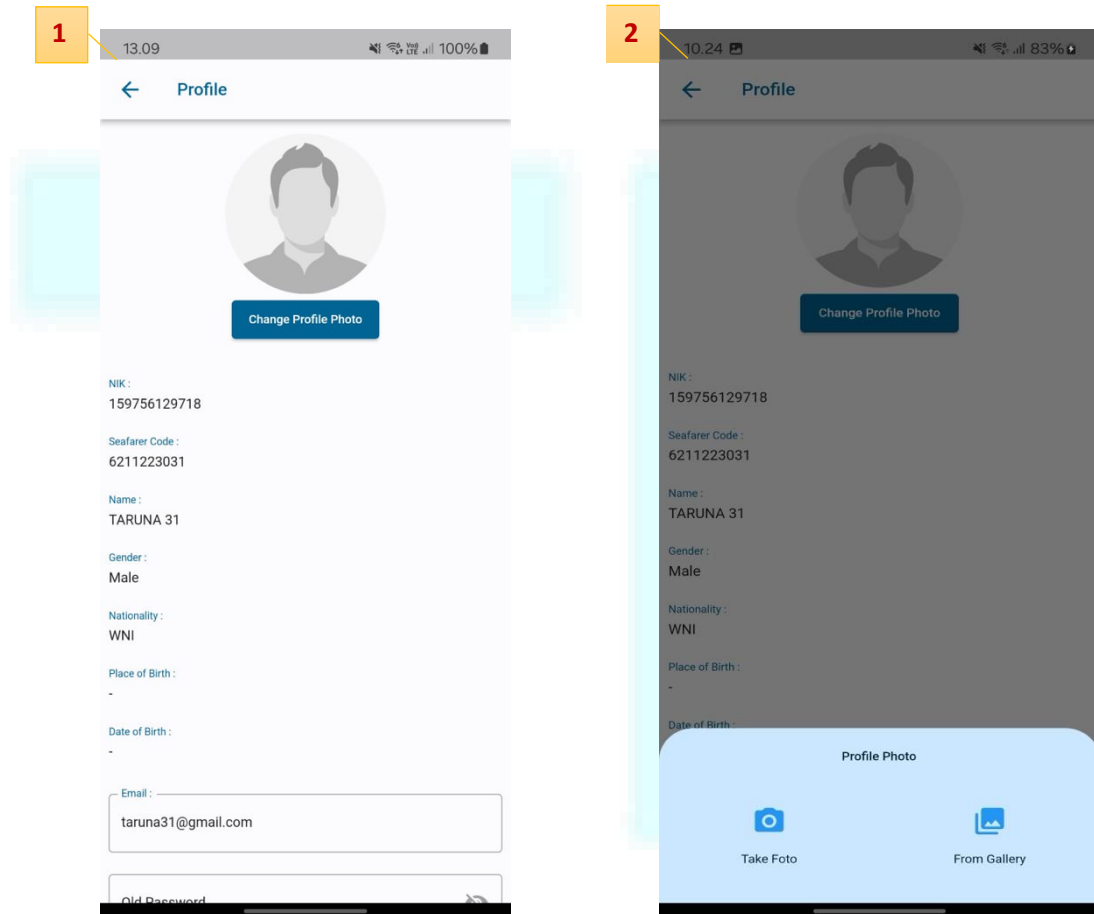 1
13.09
VoD LTE 100%
Profile
Change Profile Photo
NIK :
159756129718
Seafarer Code :
6211223031
Name :
TARUNA 31
Gender :
Male
Nationality :
WNI
Place of Birth :
-
Date of Birth :
-
Email :
taruna31@gmail.com
Old Password
2
10.24
83%
Profile
Change Profile Photo
NIK :
159756129718
Seafarer Code :
6211223031
Name :
TARUNA 31
Gender :
Male
Nationality :
WNI
Place of Birth :
-
Date of Birth :
Profile Photo
Take Foto
From Gallery